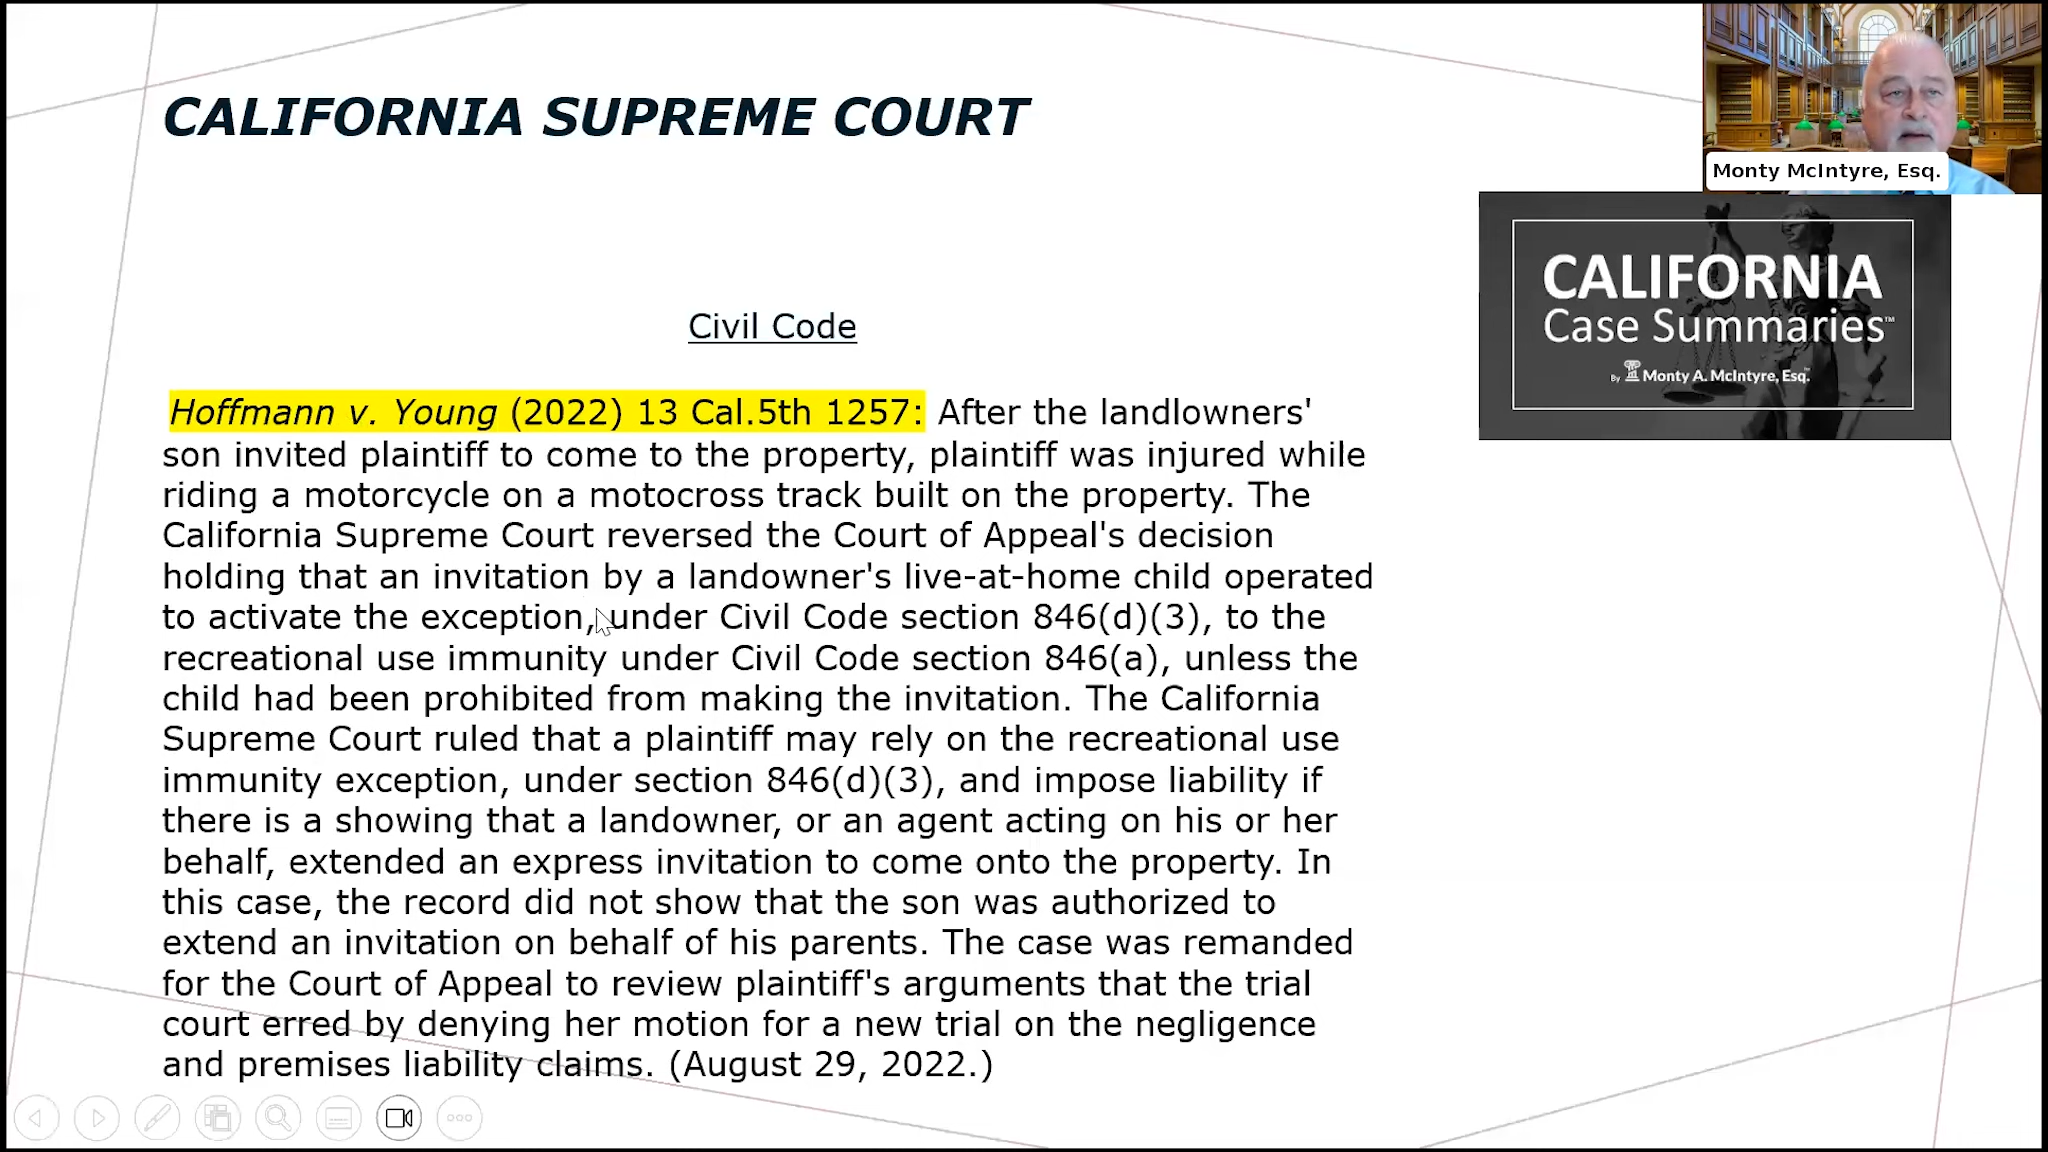 CALIFORNIA SUPREME COURT
Monty McIntyre, Esq.
CALIFORNIA
Case Summaries™
By Monty A. McIntyre, Esq.
Civil Code
Hoffmann v. Young (2022) 13 Cal.5th 1257: After the landlowners'
son invited plaintiff to come to the property, plaintiff was injured while
riding a motorcycle on a motocross track built on the property. The
California Supreme Court reversed the Court of Appeal's decision
holding that an invitation by a landowner's live-at-home child operated
to activate the exception, under Civil Code section 846(d)(3), to the
recreational use immunity under Civil Code section 846(a), unless the
child had been prohibited from making the invitation. The California
Supreme Court ruled that a plaintiff may rely on the recreational use
immunity exception, under section 846(d)(3), and impose liability if
there is a showing that a landowner, or an agent acting on his or her
behalf, extended an express invitation to come onto the property. In
this case, the record did not show that the son was authorized to
extend an invitation on behalf of his parents. The case was remanded
for the Court of Appeal to review plaintiff's arguments that the trial
court erred by denying her motion for a new trial on the negligence
and premises liability claims. (August 29, 2022.)